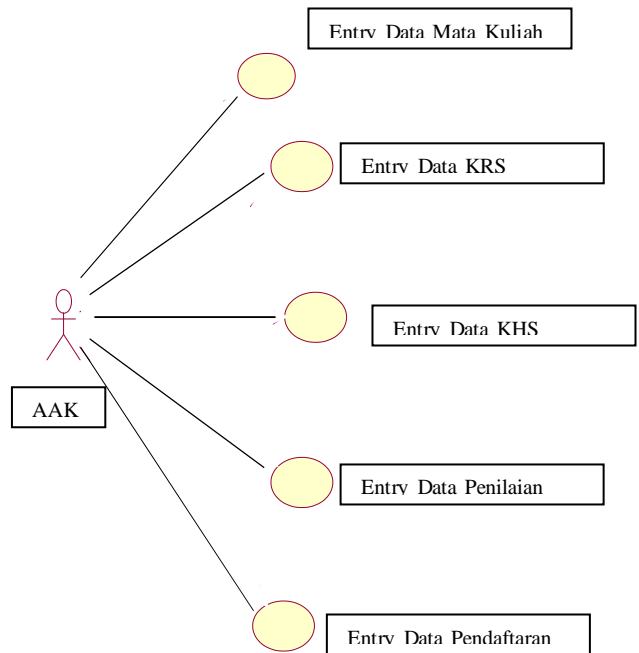 Entry Data Mata Kuliah
Entry Data KRS
Entry Data KHS
AAK
Entry Data Penilaian
Entry Data Pendaftaran